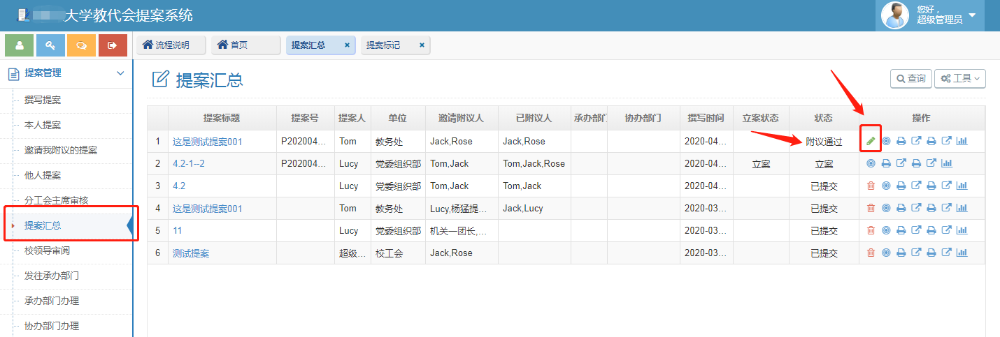 大学教代会提案系统
您好，
超级管理员
流程说明
首页
提案汇总 ×
提案标记 ×
提案管理
撰写提案
本人提案
邀请我附议的提案
他人提案
分工会主席审核
提案汇总
校领导审阅
发往承办部门
承办部门办理
协办部门办理
提案汇总
查询
工具
提案标题 提案号 提案人 单位 邀请附议人 已附议人 承办部门 协办部门 撰写时间 立案状态 状态 操作
1 这是测试提案001 P202004... Tom 教务处 Jack,Rose Jack,Rose 2020-04... 附议通过
2 4.2-1--2 P202004... Lucy 党委组织部 Tom,Jack Tom,Jack,Rose 2020-04... 立案 立案
3 4.2 Lucy 党委组织部 Tom,Jack Tom,Jack 2020-04... 已提交
4 这是测试提案001 Tom 教务处 Lucy,杨猛提... Jack,Lucy 2020-03... 已提交
5 11 Lucy 党委组织部 机关一团长,... 2020-03... 已提交
6 测试提案 超级... 校工会 Jack,Rose 2020-03... 已提交